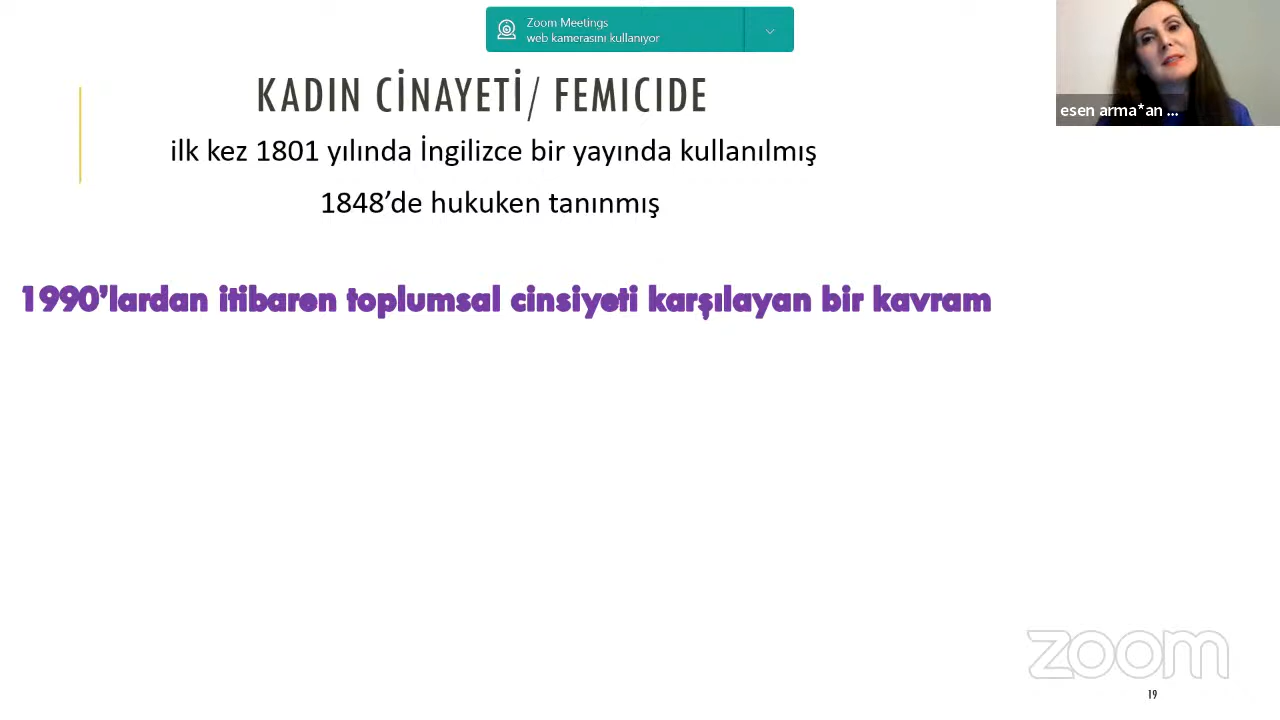 Zoom Meetings
web kamerasını kullanıyor
esen arma*an ...
KADIN CİNAYETİ/ FEMICIDE
ilk kez 1801 yılında İngilizce bir yayında kullanılmış
1848’de hukuken tanınmış
1990’lardan itibaren toplumsal cinsiyeti karşılayan bir kavram
zoom
19